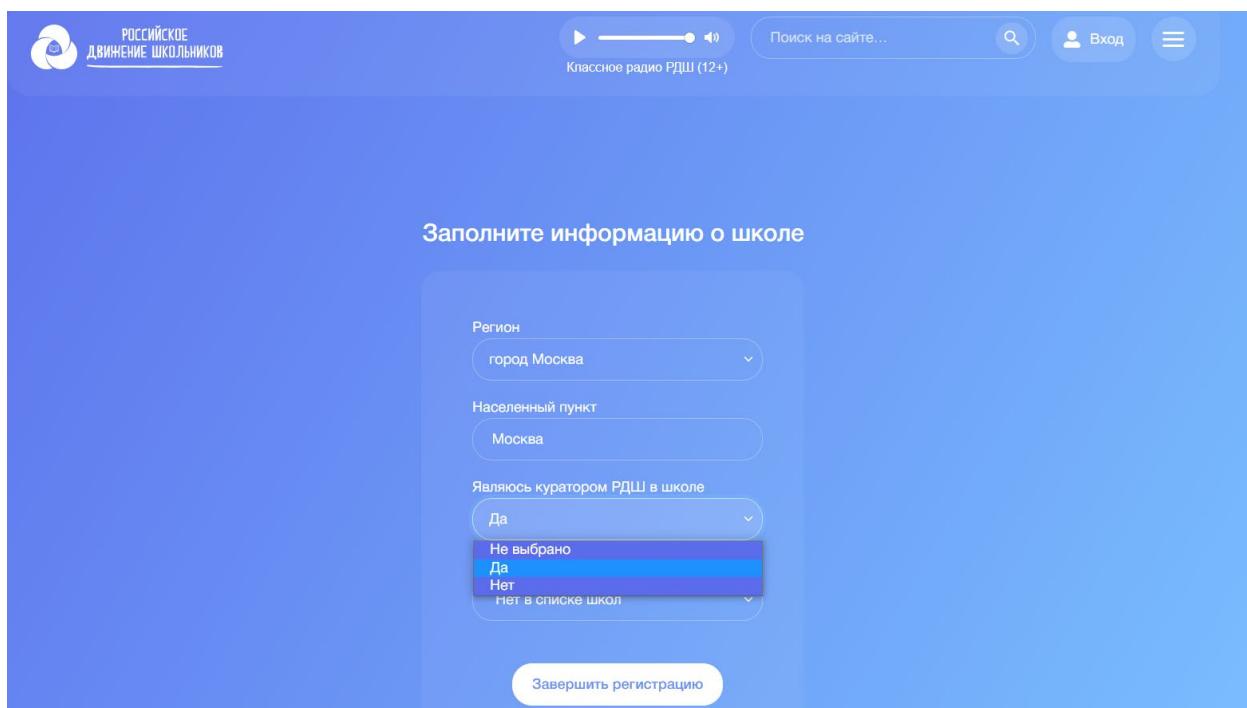 РОССИЙСКОЕ
ДВИЖЕНИЕ ШКОЛЬНИКОВ
Классное радио РДШ (12+)
Поиск на сайте...
Вход
Заполните информацию о школе
Регион
город Москва
Населенный пункт
Москва
Являюсь куратором РДШ в школе
Да
Не выбрано
Да
Нет
Нет в списке школ
Завершить регистрацию